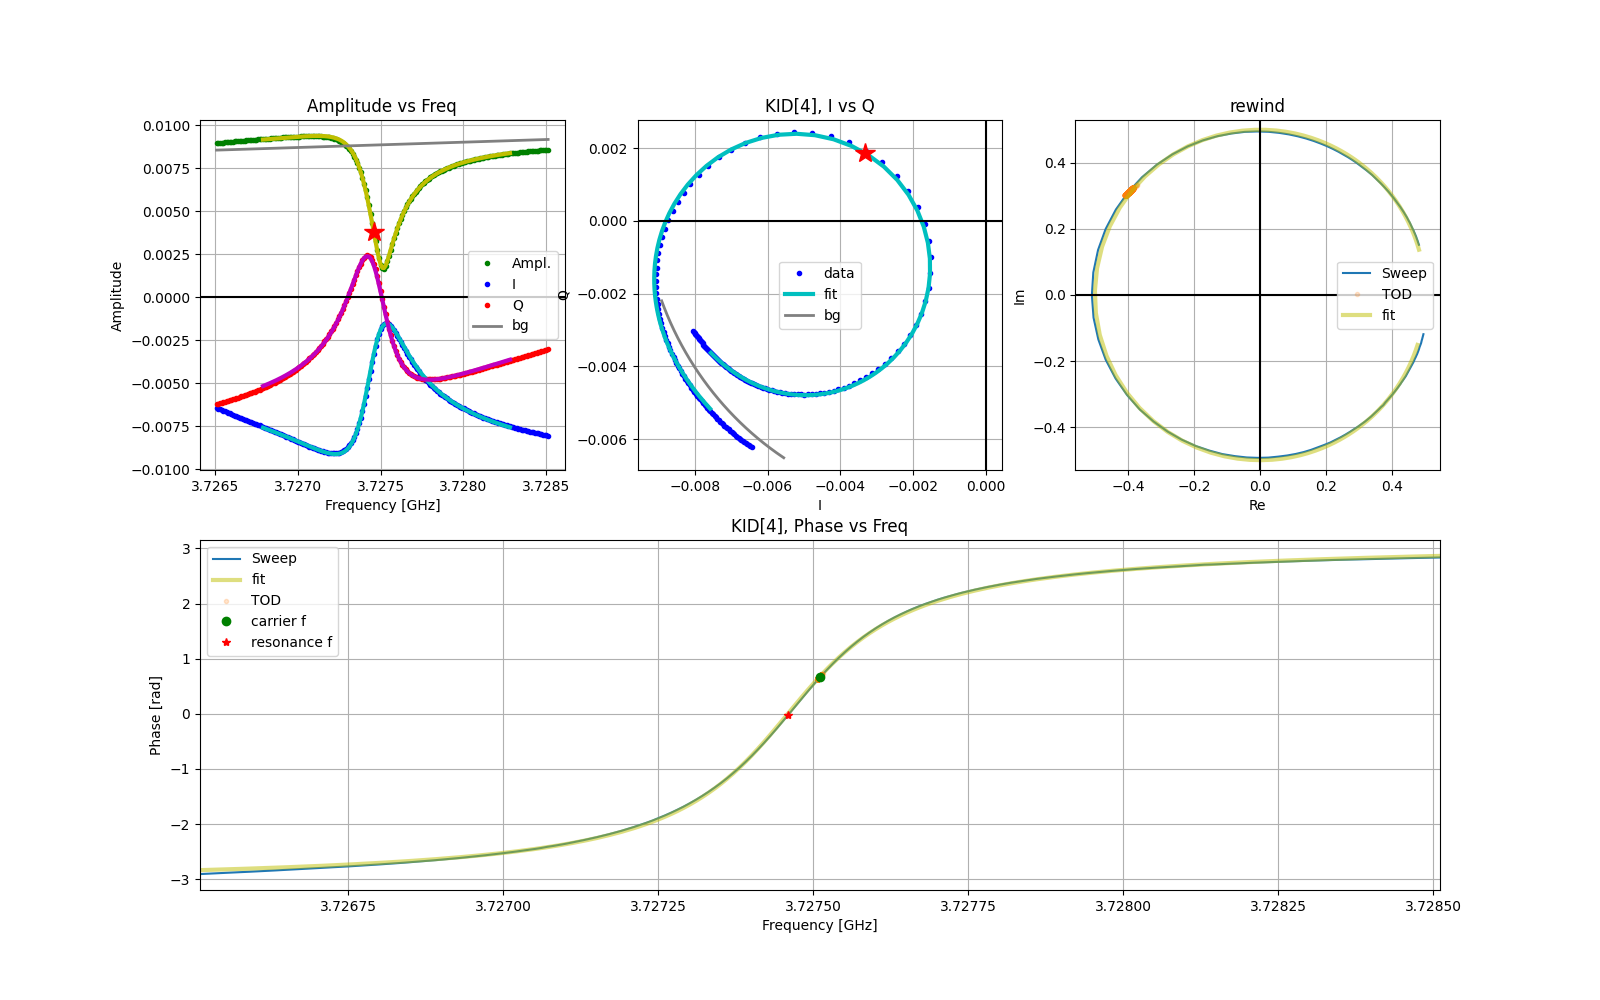 Amplitude vs Freq
0.0100
0.0075
0.0050
0.0025
0.0000
−0.0025
−0.0050
−0.0075
−0.0100
Amplitude
Ampl.
I
Q
bg
3.7265 3.7270 3.7275 3.7280 3.7285
Frequency [GHz]
KID[4], I vs Q
0.002
0.000
−0.002
−0.004
−0.006
Q
data
fit
bg
−0.008 −0.006 −0.004 −0.002 0.000
I
rewind
0.4
0.2
0.0
−0.2
−0.4
Im
Sweep
TOD
fit
−0.4 −0.2 0.0 0.2 0.4
Re
KID[4], Phase vs Freq
3
2
1
0
−1
−2
−3
Phase [rad]
Sweep
fit
TOD
carrier f
resonance f
3.72675 3.72700 3.72725 3.72750 3.72775 3.72800 3.72825 3.72850
Frequency [GHz]